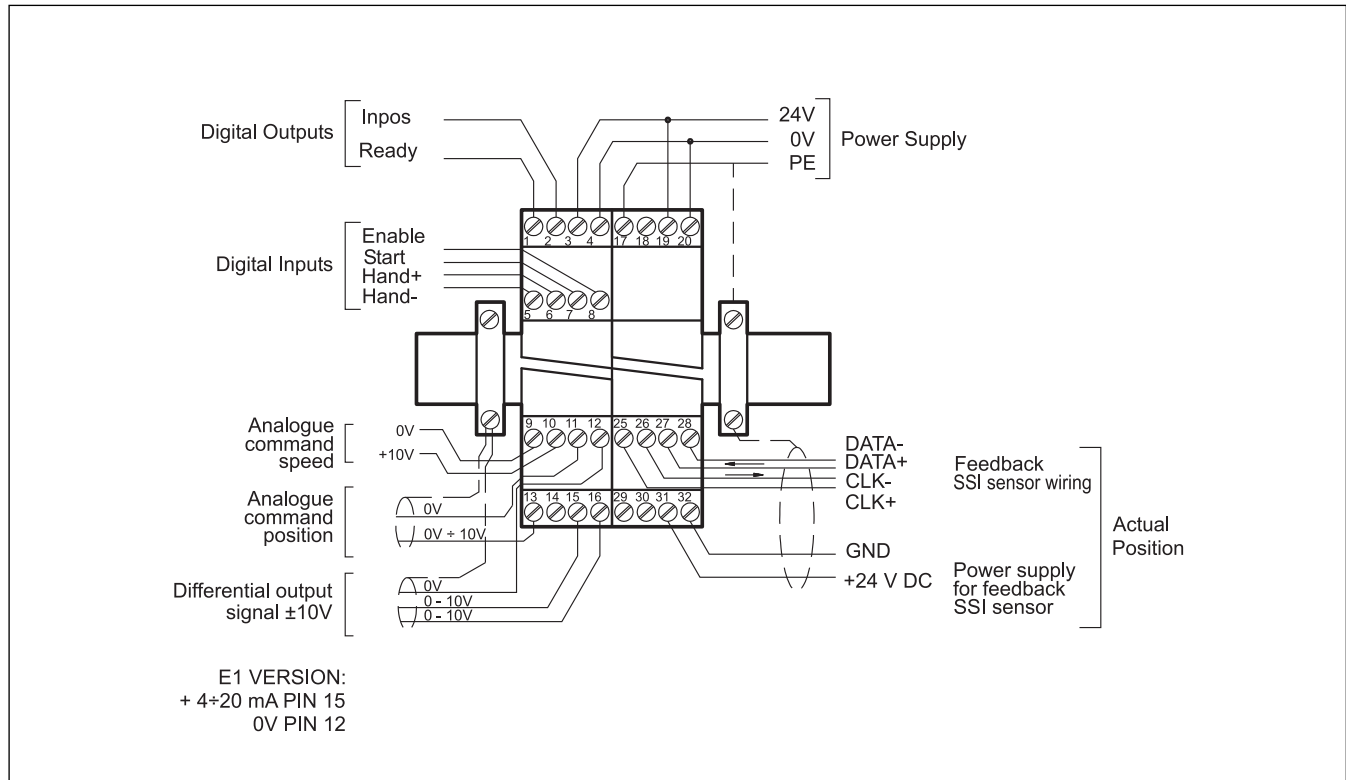 Digital Outputs
Inpos
Ready
24V
0V
PE
Power Supply
1 2 3 4 17 18 19 20
Digital Inputs
Enable
Start
Hand+
Hand-
5 6 7 8
Analogue
command
speed
0V
+10V
9 10 11 12 25 26 27 28
Analogue
command
position
0V
0V ÷ 10V
13 14 15 16 29 30 31 32
Differential output
signal ±10V
0V
0 - 10V
0 - 10V
DATA-
DATA+
CLK-
CLK+
Feedback
SSI sensor wiring
GND
+24 V DC
Power supply
for feedback
SSI sensor
Actual
Position
E1 VERSION:
+ 4÷20 mA PIN 15
0V PIN 12